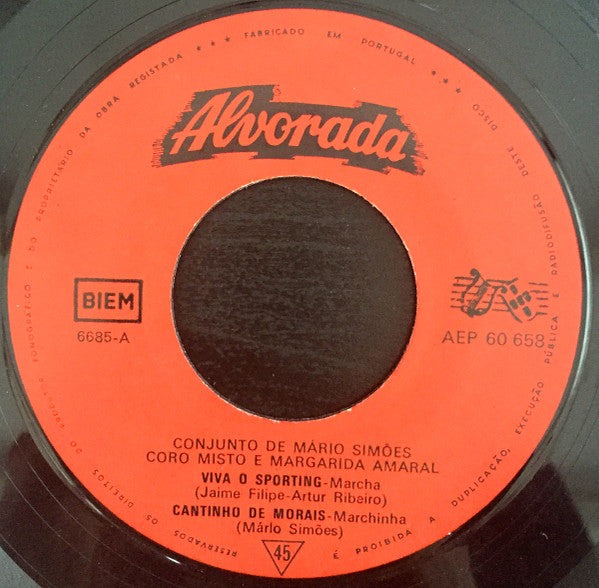 RESERVADOS OS DIREITOS DO PRODUTOR FONOGRÁFICO E DO PROPRIETÁRIO DA OBRA REGISTADA ★★★ FABRICADO EM PORTUGAL ★★★
É PROIBIDA A DUPLICAÇÃO, EXECUÇÃO PÚBLICA E RADIODIFUSÃO DESTE DISCO
Alvorada
BIEM
6685-A
AEP 60 658
CONJUNTO DE MÁRIO SIMÕES
CORO MISTO E MARGARIDA AMARAL
VIVA O SPORTING-Marcha
(Jaime Filipe-Artur Ribeiro)
CANTINHO DE MORAIS-Marchinha
(Márlo Simões)
45